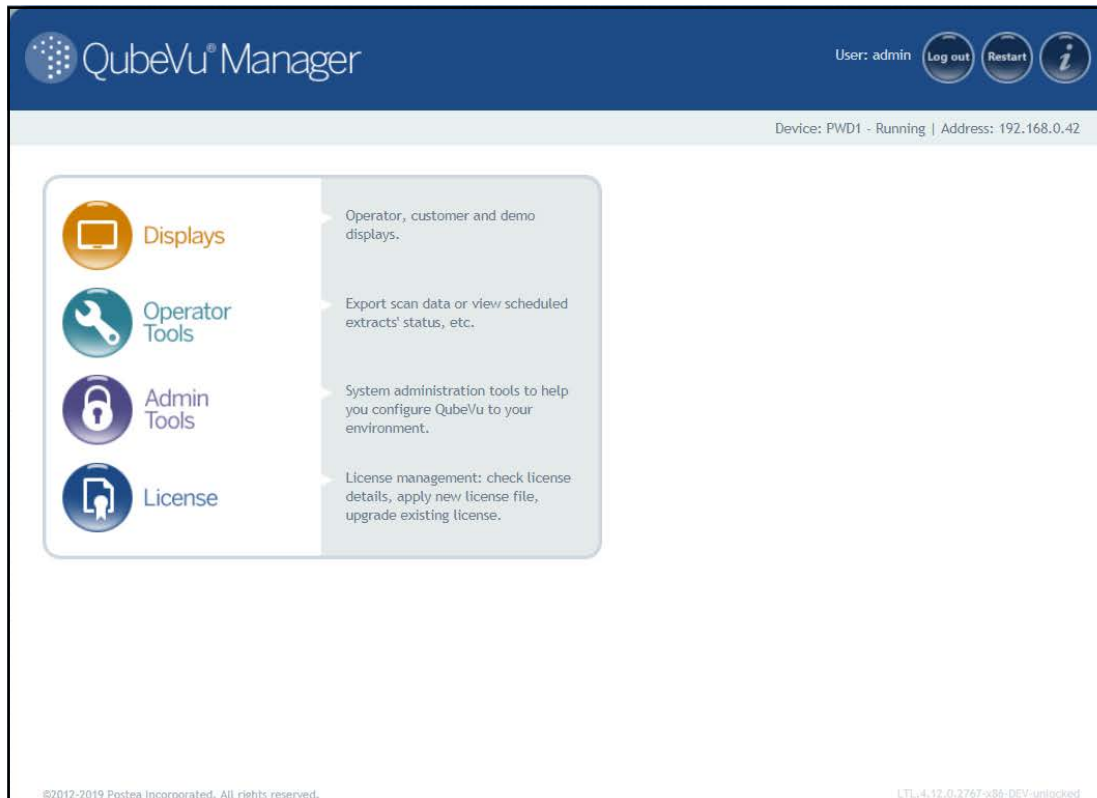 QubeVu® Manager
User: admin
Log out
Restart
i
Device: PWD1 - Running | Address: 192.168.0.42
Displays
Operator, customer and demo
displays.
Operator
Tools
Export scan data or view scheduled
extracts' status, etc.
Admin
Tools
System administration tools to help
you configure QubeVu to your
environment.
License
License management: check license
details, apply new license file,
upgrade existing license.
©2012-2019 Postea Incorporated. All rights reserved.
LTL.4.12.0.2767-x86-DEV-unlocked